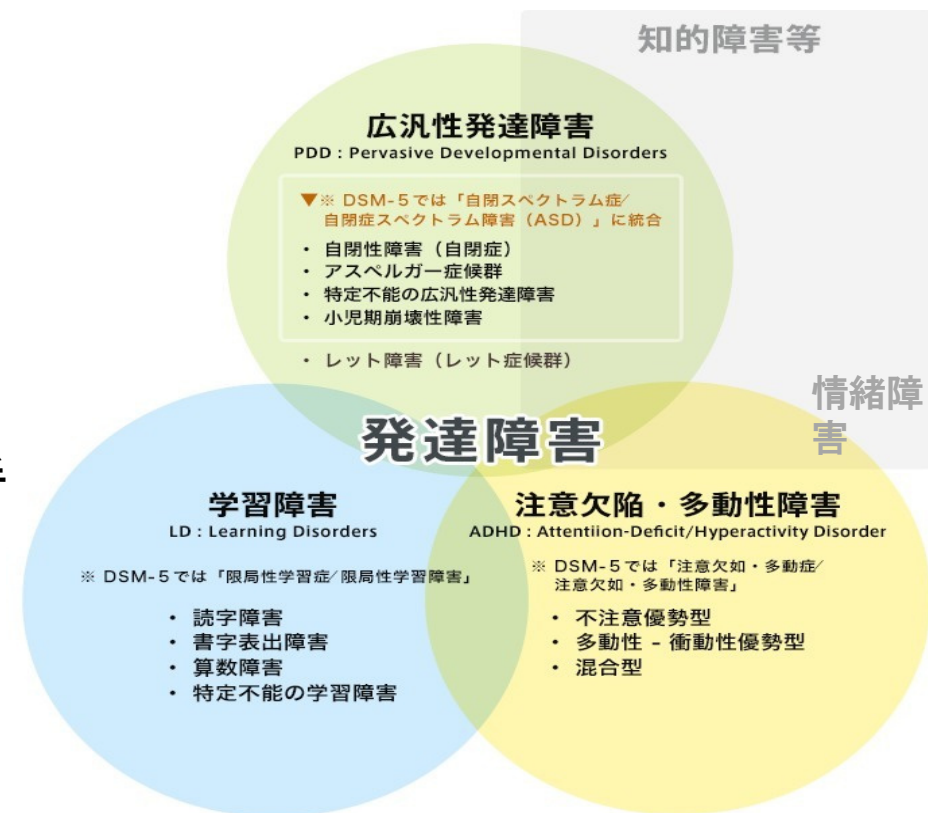 知的障害等
広汎性発達障害
PDD : Pervasive Developmental Disorders
▼※ DSM-5では「自閉スペクトラム症/
自閉症スペクトラム障害（ASD）」に統合
・ 自閉性障害（自閉症）
・ アスペルガー症候群
・ 特定不能の広汎性発達障害
・ 小児期崩壊性障害
・ レット障害（レット症候群）
情緒障
害
発達障害
学習障害
LD : Learning Disorders
※ DSM-5では「限局性学習症/限局性学習障害」
・ 読字障害
・ 書字表出障害
・ 算数障害
・ 特定不能の学習障害
注意欠陥・多動性障害
ADHD : Attentiion-Deficit/Hyperactivity Disorder
※ DSM-5では「注意欠如・多動症/
注意欠如・多動性障害」
・ 不注意優勢型
・ 多動性 - 衝動性優勢型
・ 混合型